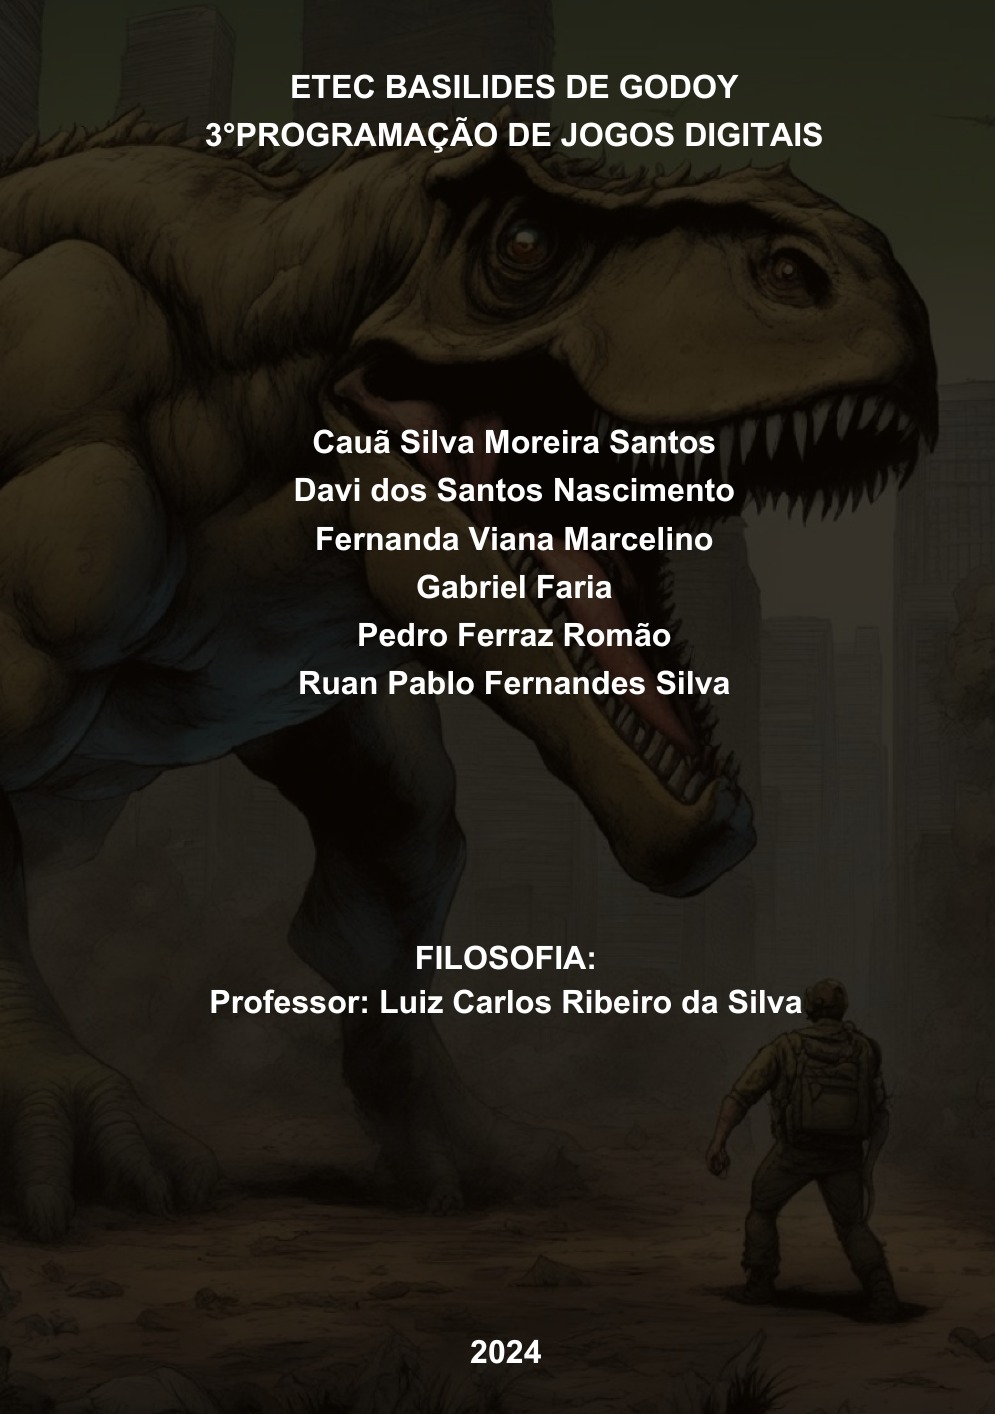 ETEC BASILIDES DE GODOY
3°PROGRAMAÇÃO DE JOGOS DIGITAIS
Cauã Silva Moreira Santos
Davi dos Santos Nascimento
Fernanda Viana Marcelino
Gabriel Faria
Pedro Ferraz Romão
Ruan Pablo Fernandes Silva
FILOSOFIA:
Professor: Luiz Carlos Ribeiro da Silva
2024